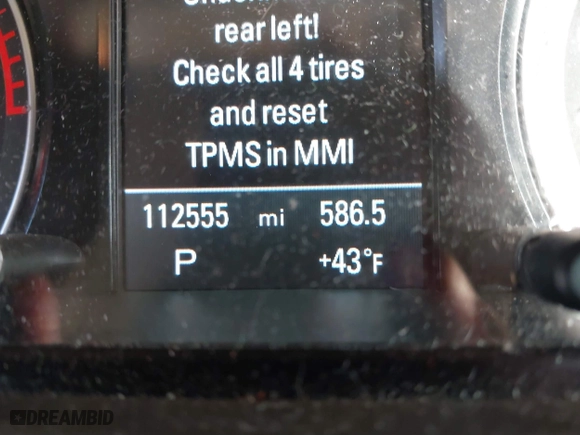 rear left!
Check all 4 tires
and reset
TPMS in MMI
112555 mi 586.5
P +43°F
DREAMBID